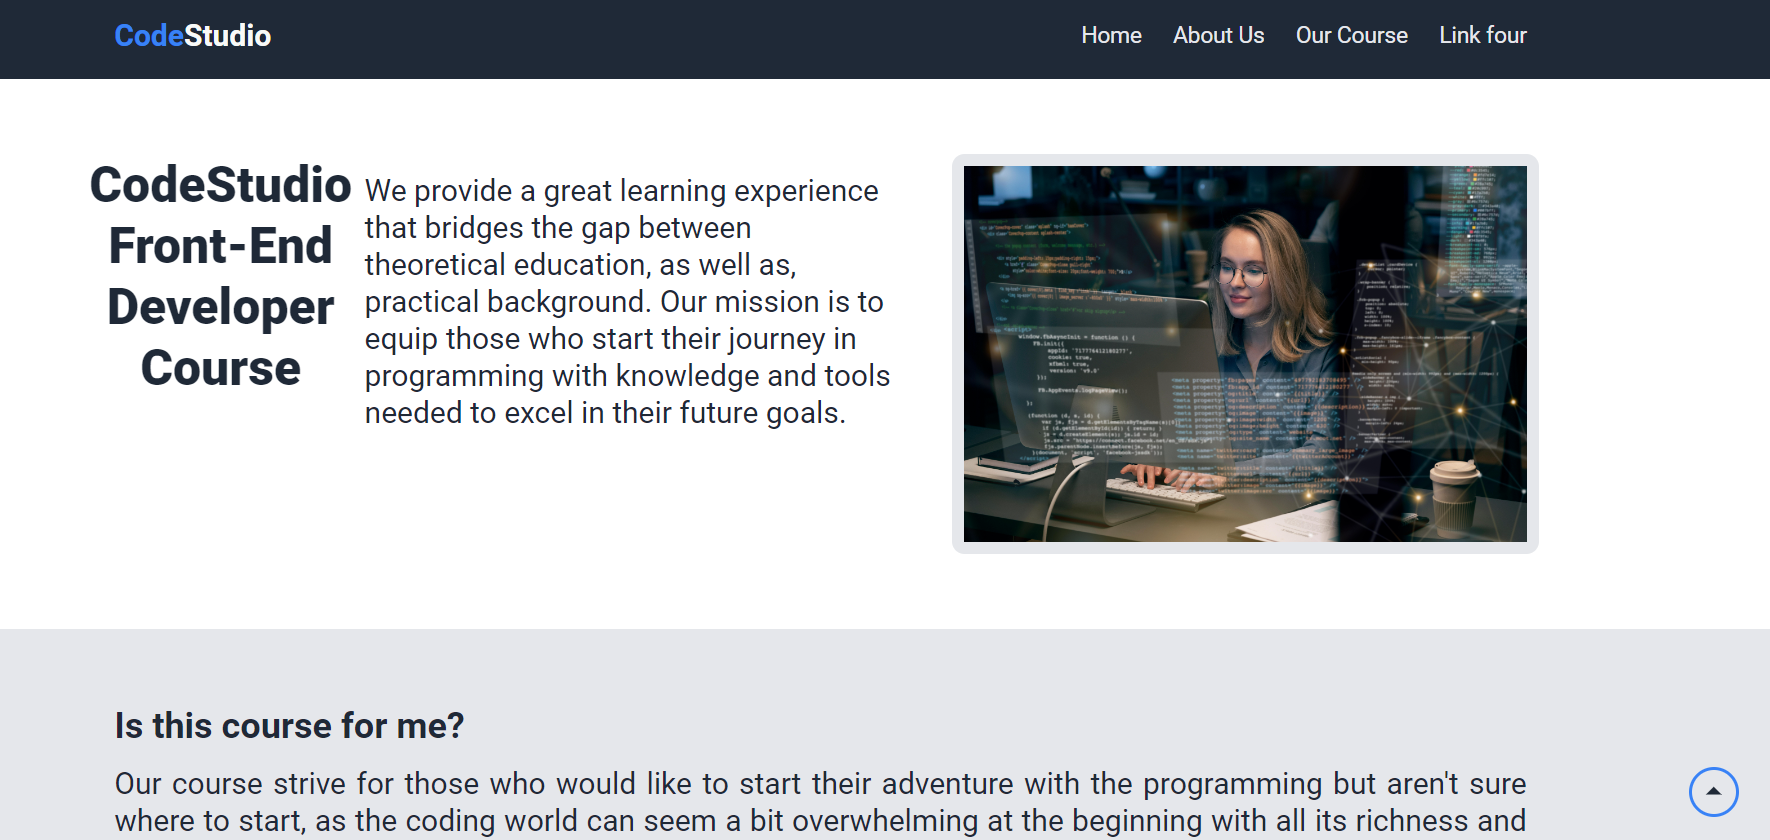 CodeStudio
Home About Us Our Course Link four
CodeStudio
Front-End
Developer
Course
We provide a great learning experience
that bridges the gap between
theoretical education, as well as,
practical background. Our mission is to
equip those who start their journey in
programming with knowledge and tools
needed to excel in their future goals.
Is this course for me?
Our course strive for those who would like to start their adventure with the programming but aren't sure
where to start, as the coding world can seem a bit overwhelming at the beginning with all its richness and